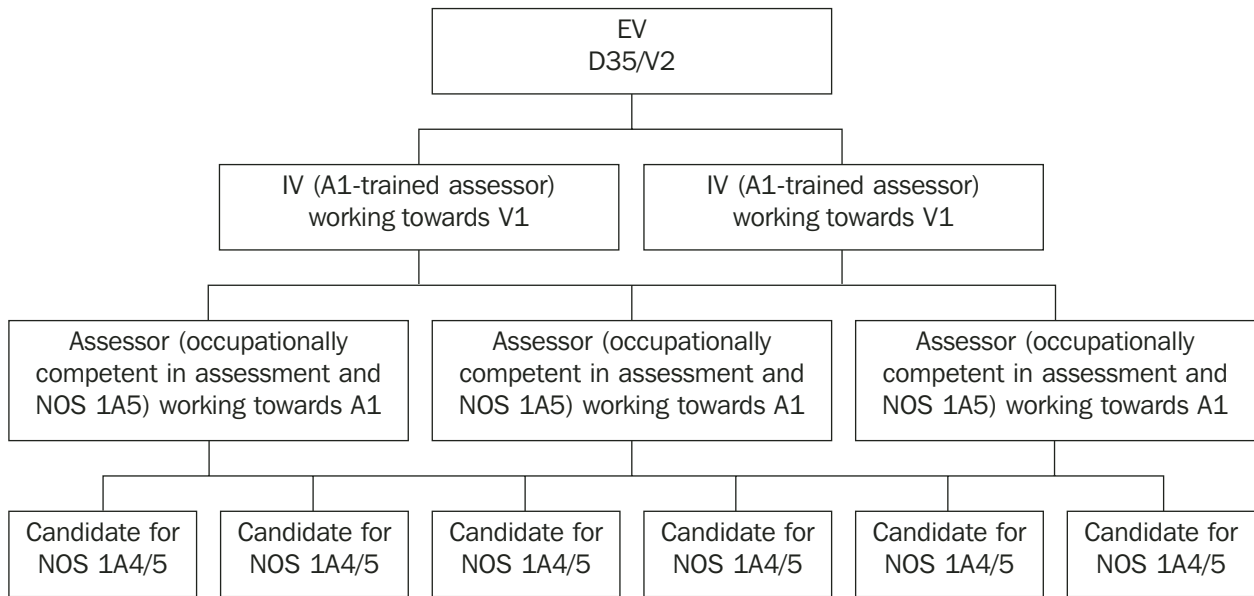 EV
D35/V2
IV (A1-trained assessor)
working towards V1
IV (A1-trained assessor)
working towards V1
Assessor (occupationally
competent in assessment and
NOS 1A5) working towards A1
Assessor (occupationally
competent in assessment and
NOS 1A5) working towards A1
Assessor (occupationally
competent in assessment and
NOS 1A5) working towards A1
Candidate for
NOS 1A4/5
Candidate for
NOS 1A4/5
Candidate for
NOS 1A4/5
Candidate for
NOS 1A4/5
Candidate for
NOS 1A4/5
Candidate for
NOS 1A4/5